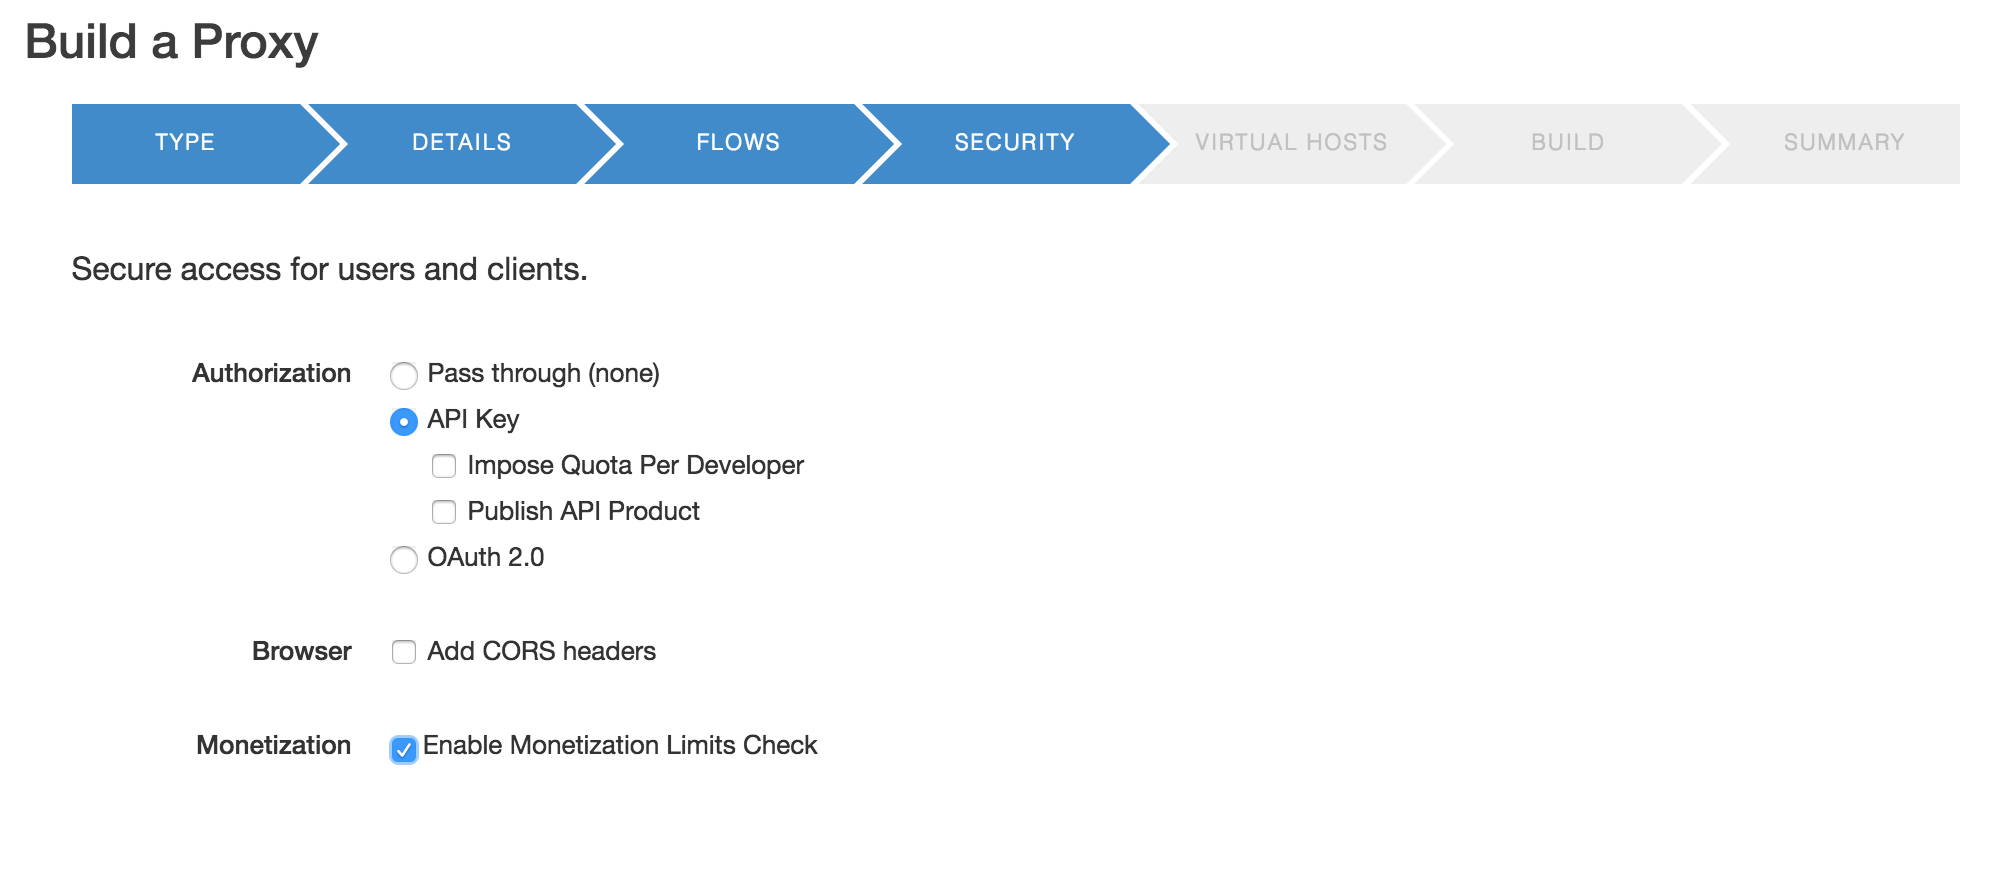 Build a Proxy
TYPE DETAILS FLOWS SECURITY VIRTUAL HOSTS BUILD SUMMARY
Secure access for users and clients.
Authorization Pass through (none)
API Key
Impose Quota Per Developer
Publish API Product
OAuth 2.0
Browser Add CORS headers
Monetization Enable Monetization Limits Check